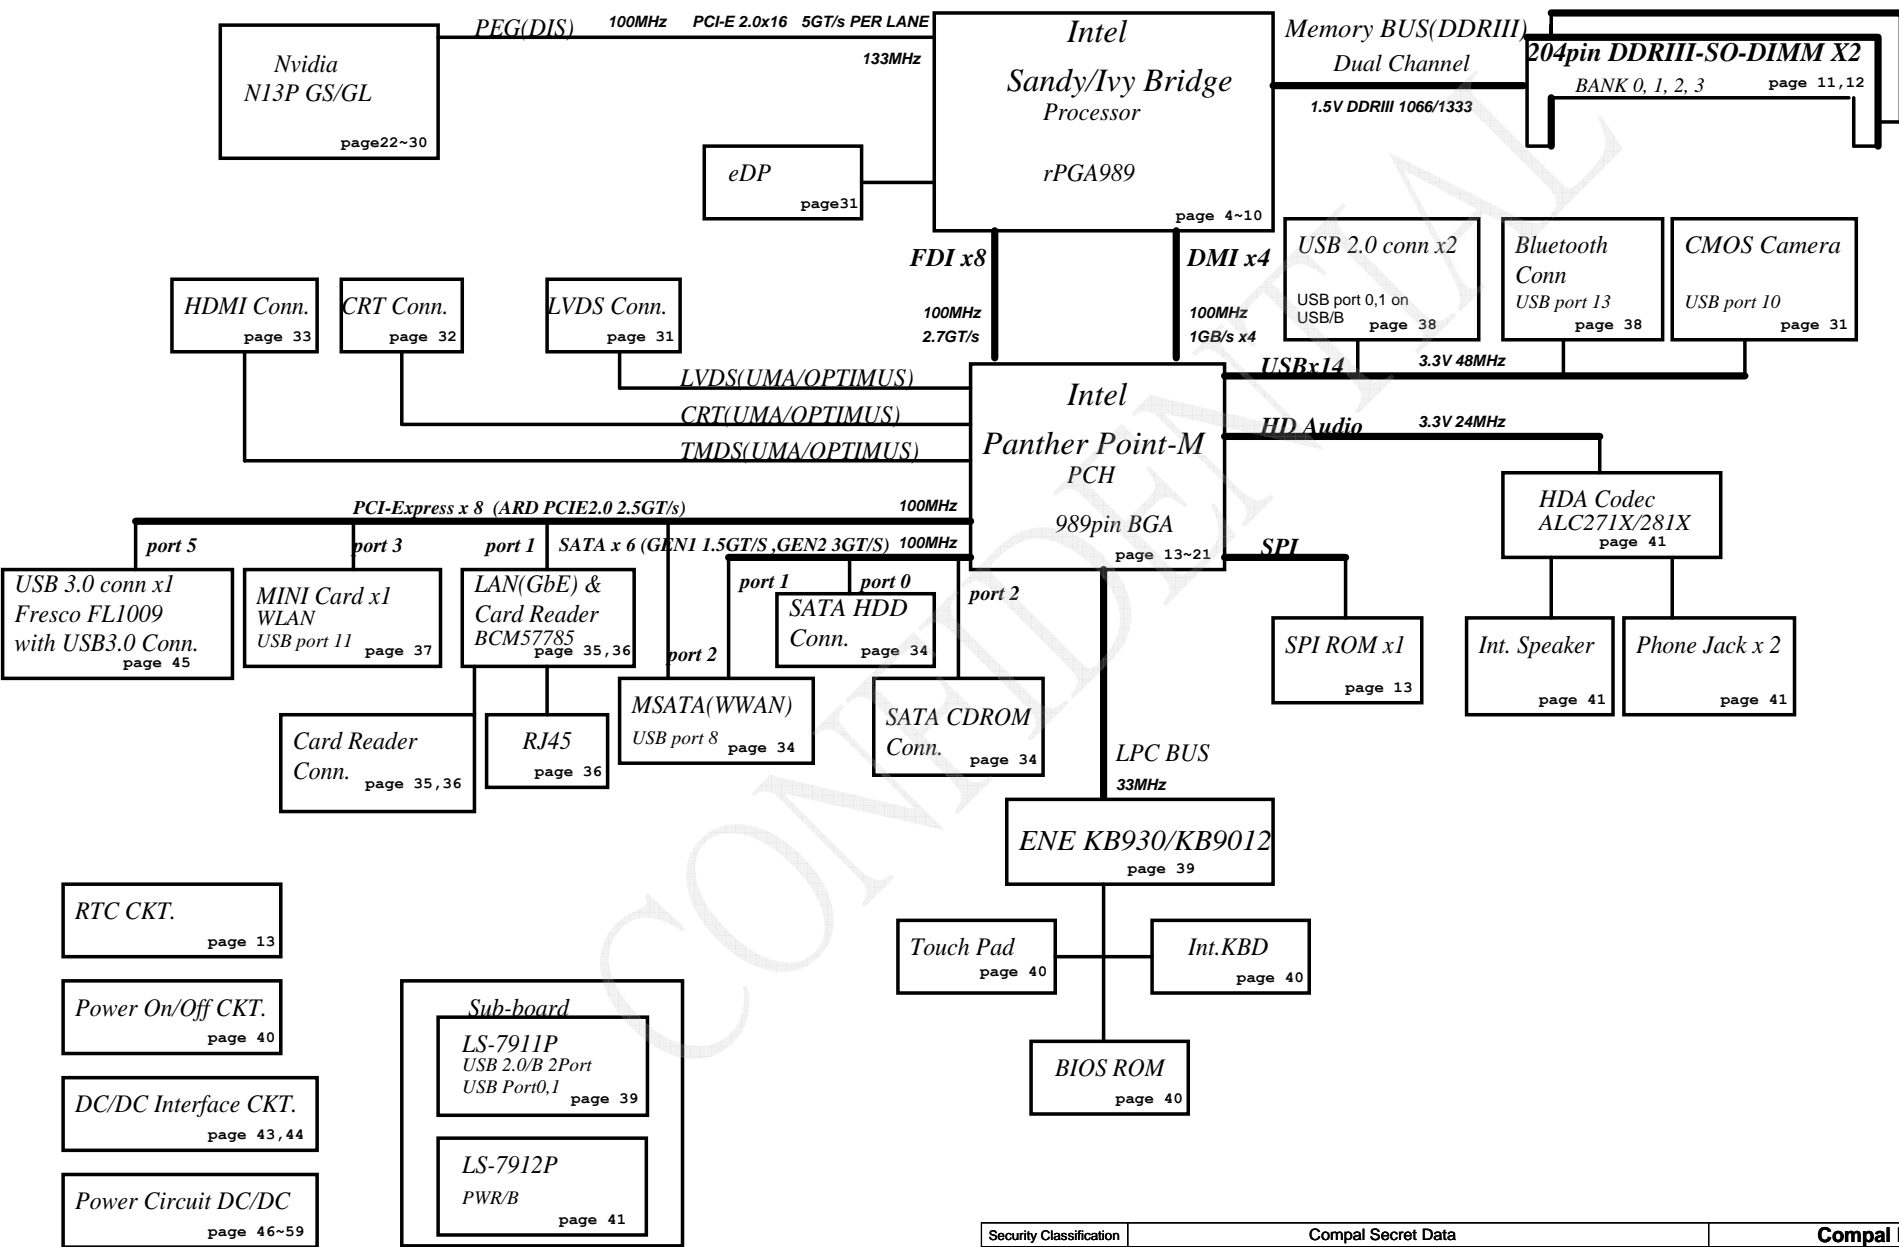 PEG(DIS)
100MHz PCI-E 2.0x16 5GT/s PER LANE
133MHz
Nvidia
N13P GS/GL
page22~30
Intel
Sandy/Ivy Bridge
Processor
rPGA989
page 4~10
Memory BUS(DDRIII)
Dual Channel
1.5V DDRIII 1066/1333
204pin DDRIII-SO-DIMM X2
BANK 0, 1, 2, 3 page 11,12
eDP
page31
FDI x8
100MHz
2.7GT/s
DMI x4
100MHz
1GB/s x4
USB 2.0 conn x2
USB port 0,1 on
USB/B page 38
Bluetooth
Conn
USB port 13
page 38
CMOS Camera
USB port 10
page 31
HDMI Conn.
page 33
CRT Conn.
page 32
LVDS Conn.
page 31
LVDS(UMA/OPTIMUS)
CRT(UMA/OPTIMUS)
TMDS(UMA/OPTIMUS)
Intel
Panther Point-M
PCH
989pin BGA
page 13~21
USBx14 3.3V 48MHz
HD Audio 3.3V 24MHz
HDA Codec
ALC271X/281X
page 41
SPI
PCI-Express x 8 (ARD PCIE2.0 2.5GT/s) 100MHz
port 5
port 3
port 1
SATA x 6 (GEN1 1.5GT/S ,GEN2 3GT/S) 100MHz
USB 3.0 conn x1
Fresco FL1009
with USB3.0 Conn.
page 45
MINI Card x1
WLAN
USB port 11 page 37
LAN(GbE) &
Card Reader
BCM57785
page 35,36
port 2
port 1
port 0
port 2
SATA HDD
Conn. page 34
MSATA(WWAN)
USB port 8 page 34
SATA CDROM
Conn. page 34
SPI ROM x1
page 13
Int. Speaker
page 41
Phone Jack x 2
page 41
Card Reader
Conn. page 35,36
RJ45
page 36
LPC BUS
33MHz
ENE KB930/KB9012
page 39
Touch Pad
page 40
Int.KBD
page 40
BIOS ROM
page 40
RTC CKT.
page 13
Power On/Off CKT.
page 40
DC/DC Interface CKT.
page 43,44
Power Circuit DC/DC
page 46~59
Sub-board
LS-7911P
USB 2.0/B 2Port
USB Port0,1
page 39
LS-7912P
PWR/B
page 41
CONFIDENTIAL
Security Classification Compal Secret Data Compal